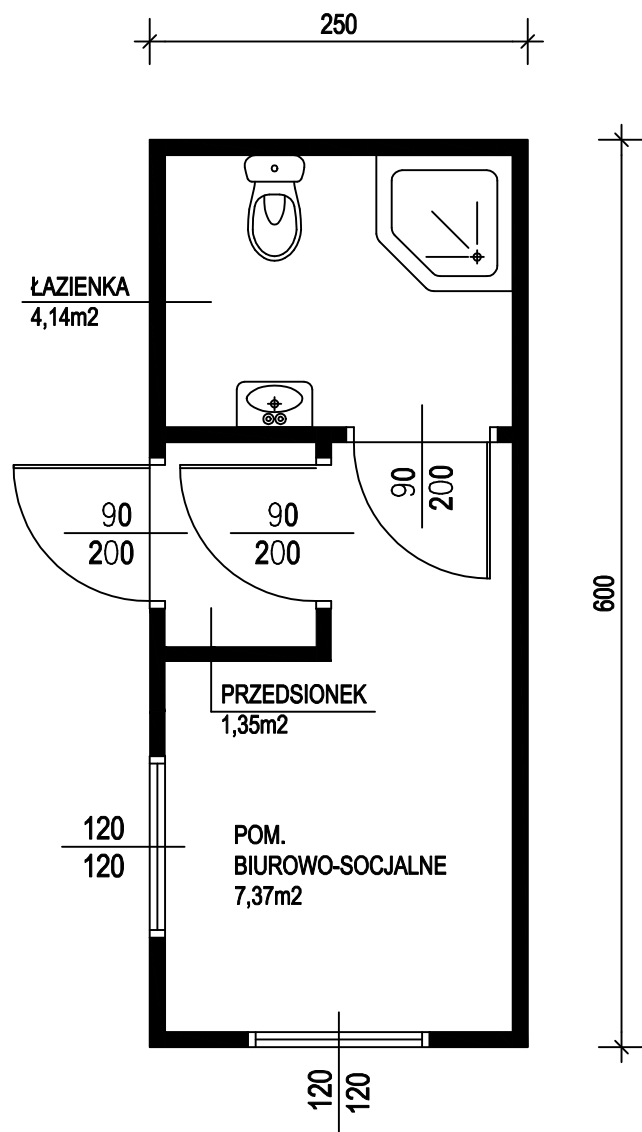 250
ŁAZIENKA
4,14m2
90
200
90
200
90
200
600
PRZEDSIONEK
1,35m2
120
120
POM.
BIUROWO-SOCJALNE
7,37m2
120
120